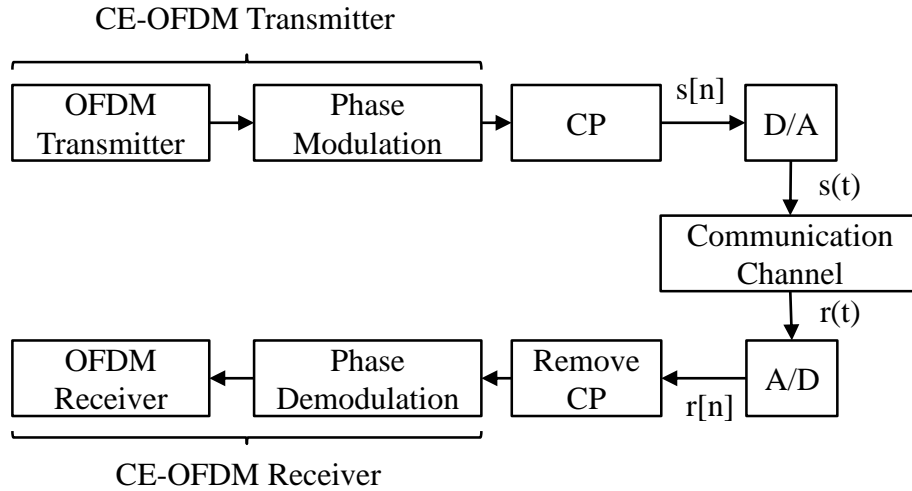 CE-OFDM Transmitter
OFDM
Transmitter
Phase
Modulation
CP
s[n]
D/A
s(t)
Communication
Channel
r(t)
OFDM
Receiver
Phase
Demodulation
Remove
CP
r[n]
A/D
CE-OFDM Receiver